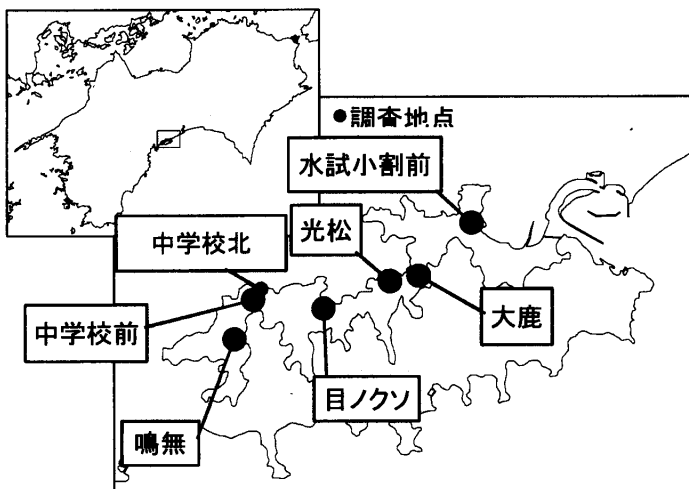 ●調査地点
水試小割前
光松
中学校北
大鹿
中学校前
目ノクソ
鳴無